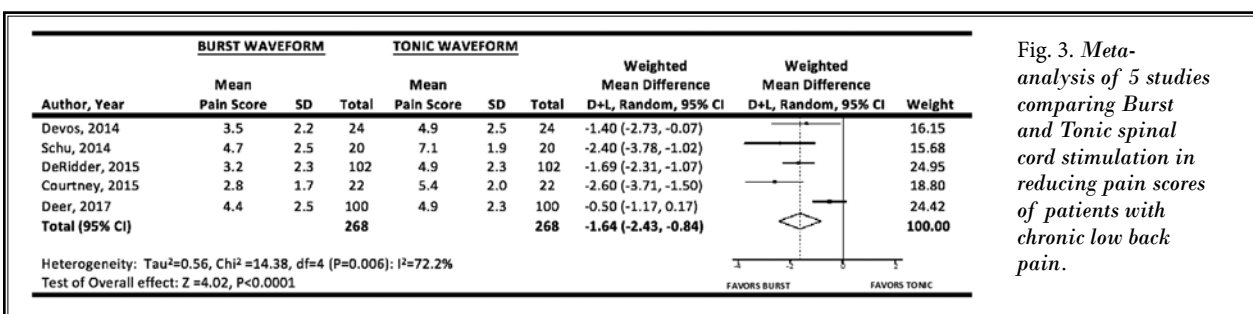 BURST WAVEFORM TONIC WAVEFORM
Weighted Weighted
Mean Mean Mean Difference Mean Difference
Author, Year Pain Score SD Total Pain Score SD Total D+L, Random, 95% CI D+L, Random, 95% CI Weight
Devos, 2014 3.5 2.2 24 4.9 2.5 24 -1.40 (-2.73, -0.07) 16.15
Schu, 2014 4.7 2.5 20 7.1 1.9 20 -2.40 (-3.78, -1.02) 15.68
DeRidder, 2015 3.2 2.3 102 4.9 2.3 102 -1.69 (-2.31, -1.07) 24.95
Courtney, 2015 2.8 1.7 22 5.4 2.0 22 -2.60 (-3.71, -1.50) 18.80
Deer, 2017 4.4 2.5 100 4.9 2.3 100 -0.50 (-1.17, 0.17) 24.42
Total (95% CI) 268 268 -1.64 (-2.43, -0.84) 100.00
Heterogeneity: Tau²=0.56, Chi² =14.38, df=4 (P=0.006): I²=72.2%
Test of Overall effect: Z =4.02, P<0.0001
-4 -2 0 2
FAVORS BURST FAVORS TONIC
Fig. 3. Meta-
analysis of 5 studies
comparing Burst
and Tonic spinal
cord stimulation in
reducing pain scores
of patients with
chronic low back
pain.